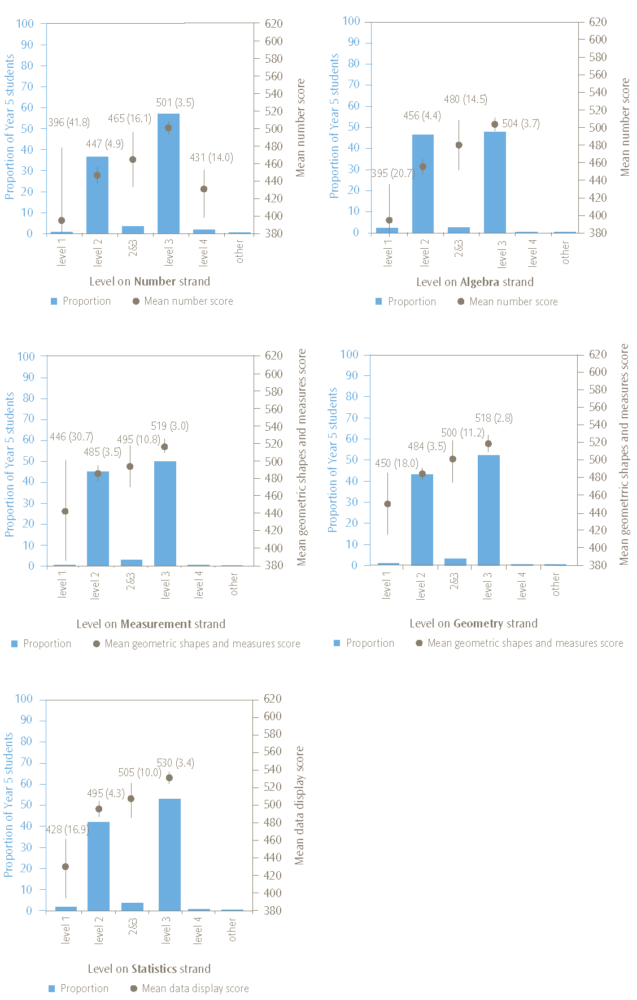 Proportion of Year 5 students
100
90
80
70
60
50
40
30
20
10
0
396 (41.8)
447 (4.9)
465 (16.1)
501 (3.5)
431 (14.0)
620
600
580
560
540
520
500
480
460
440
420
400
380
Mean number score
level 1
level 2
2&3
level 3
level 4
other
Level on Number strand
Proportion
Mean number score
Proportion of Year 5 students
100
90
80
70
60
50
40
30
20
10
0
395 (20.7)
456 (4.4)
480 (14.5)
504 (3.7)
620
600
580
560
540
520
500
480
460
440
420
400
380
Mean number score
level 1
level 2
2&3
level 3
level 4
other
Level on Algebra strand
Proportion
Mean number score
Proportion of Year 5 students
100
90
80
70
60
50
40
30
20
10
0
446 (30.7)
485 (3.5)
495 (10.8)
519 (3.0)
620
600
580
560
540
520
500
480
460
440
420
400
380
Mean geometrric shapes and measures score
level 1
level 2
2&3
level 3
level 4
other
Level on Measurement strand
Proportion
Mean geometric shapes and measures score
Proportion of Year 5 students
100
90
80
70
60
50
40
30
20
10
0
450 (18.0)
484 (3.5)
500 (11.2)
518 (2.8)
620
600
580
560
540
520
500
480
460
440
420
400
380
Mean geometrric shapes and measures score
level 1
level 2
2&3
level 3
level 4
other
Level on Geometry strand
Proportion
Mean geometric shapes and measures score
Proportion of Year 5 students
100
90
80
70
60
50
40
30
20
10
0
428 (16.9)
495 (4.3)
505 (10.0)
530 (3.4)
620
600
580
560
540
520
500
480
460
440
420
400
380
Mean data display score
level 1
level 2
2&3
level 3
level 4
other
Level on Statistics strand
Proportion
Mean data display score